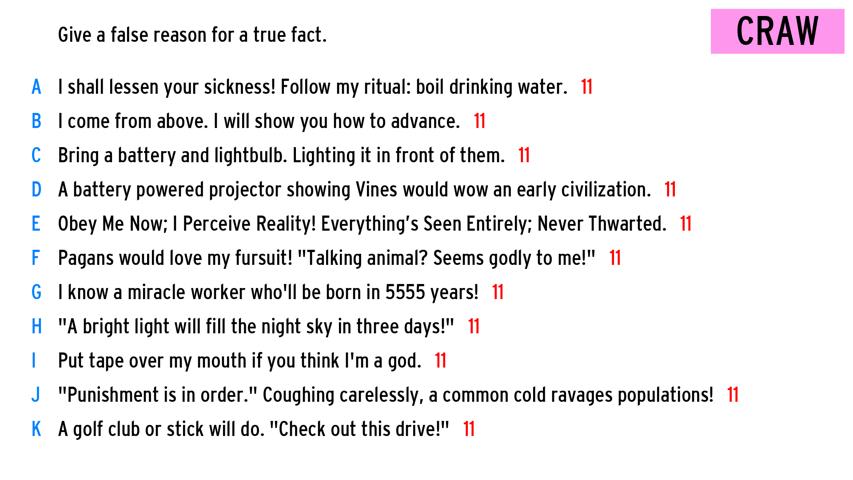 Give a false reason for a true fact.
CRAW
A I shall lessen your sickness! Follow my ritual: boil drinking water. 11
B I come from above. I will show you how to advance. 11
C Bring a battery and lightbulb. Lighting it in front of them. 11
D A battery powered projector showing Vines would wow an early civilization. 11
E Obey Me Now; I Perceive Reality! Everything's Seen Entirely; Never Thwarted. 11
F Pagans would love my fursuit! "Talking animal? Seems godly to me!" 11
G I know a miracle worker who'll be born in 5555 years! 11
H "A bright light will fill the night sky in three days!" 11
I Put tape over my mouth if you think I'm a god. 11
J "Punishment is in order." Coughing carelessly, a common cold ravages populations! 11
K A golf club or stick will do. "Check out this drive!" 11